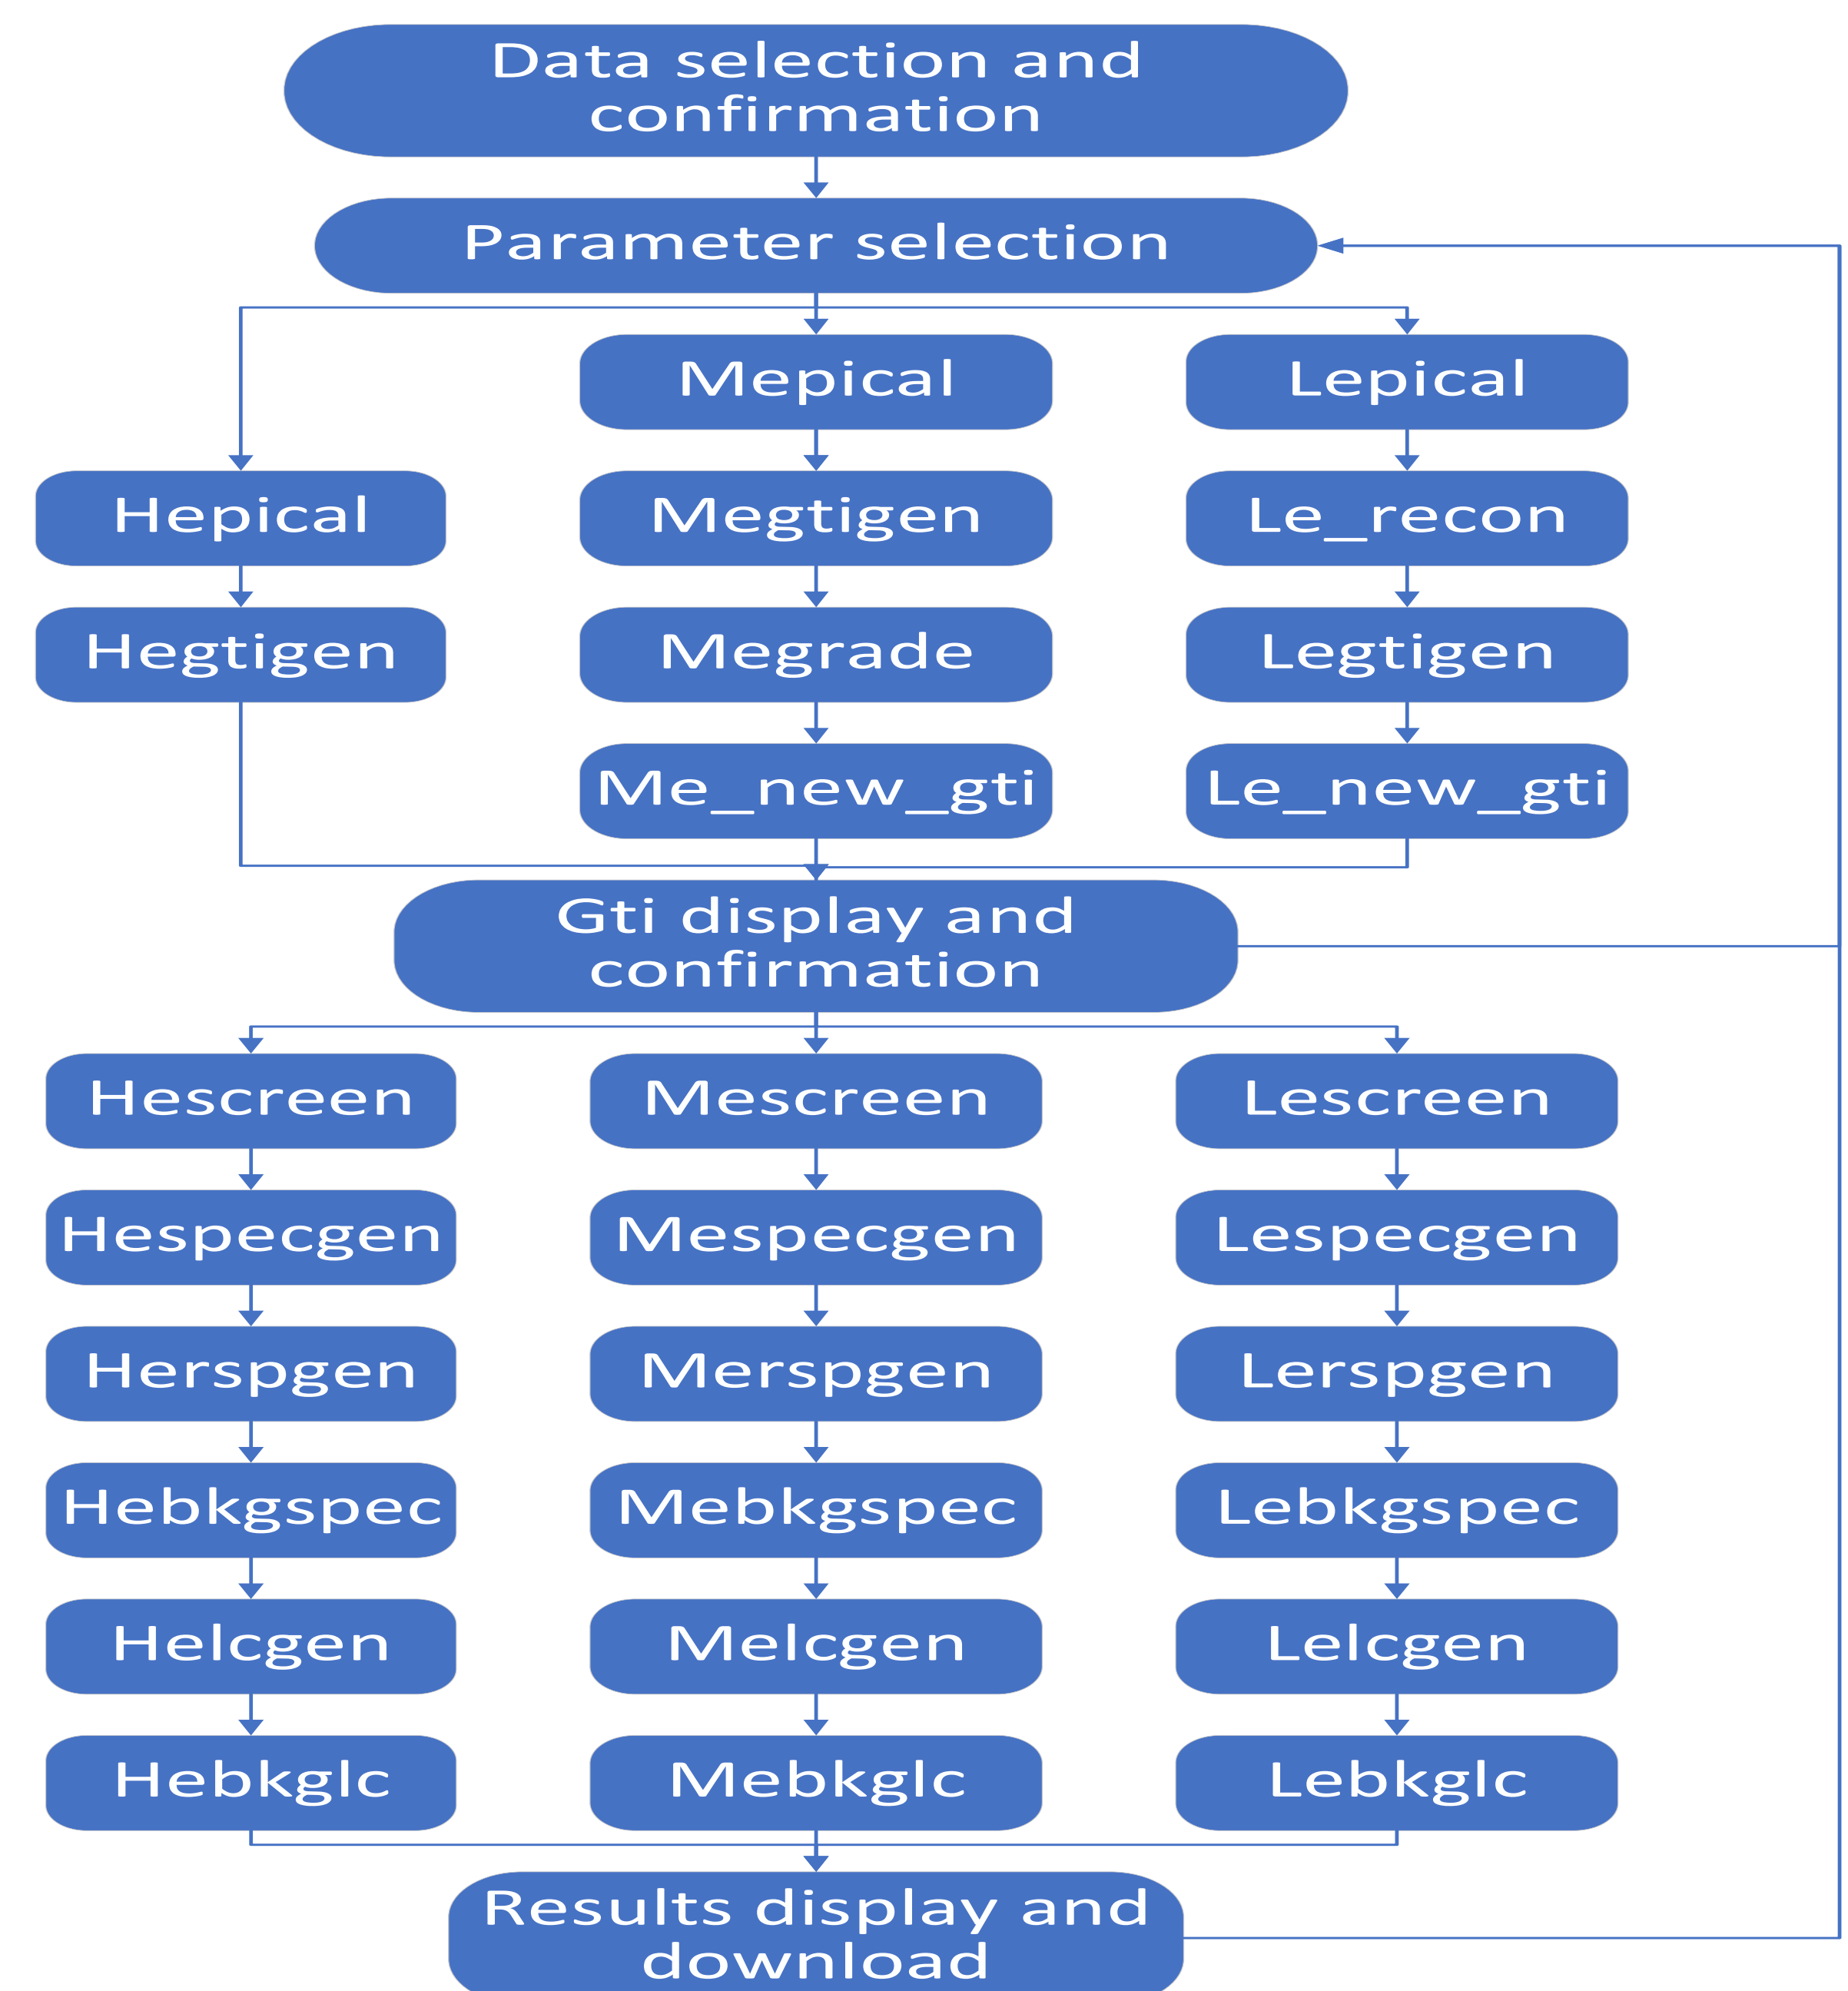 Data selection and
confirmation
Parameter selection
Mepical
Lepical
Hepical
Megtigen
Le_recon
Hegtigen
Megrade
Legtigen
Me_new_gti
Le_new_gti
Gti display and
confirmation
Hescreen
Mescreen
Lescreen
Hespecgen
Mespecgen
Lespecgen
Herspgen
Merspgen
Lerspgen
Hebkgspec
Mebkgspec
Lebkgspec
Helcgen
Melcgen
Lelcgen
Hebkglc
Mebkglc
Lebkglc
Results display and
download